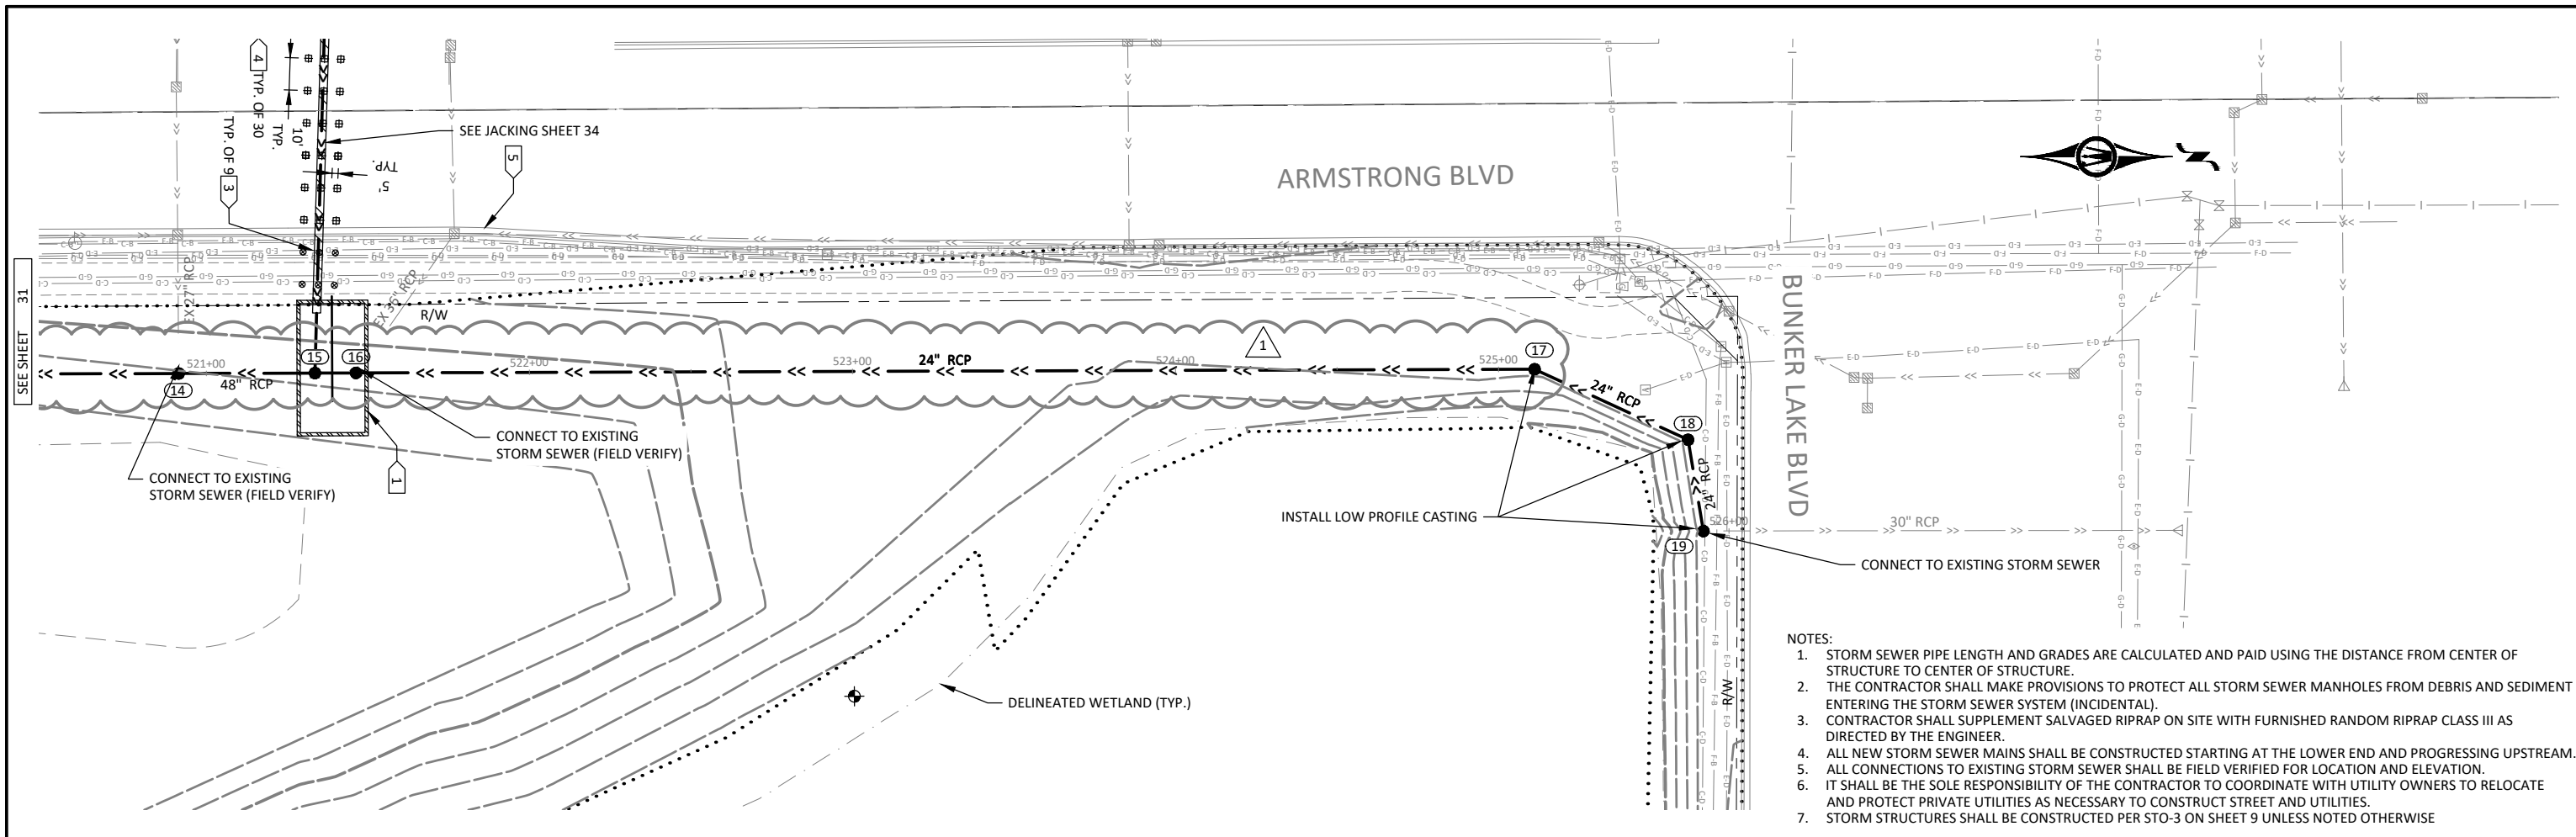 4
TYP. OF 30
10'
TYP.
TYP. OF 9
3
SEE JACKING SHEET 34
5
5'
TYP.
ARMSTRONG BLVD
SEE SHEET 31
EX 27" RCP
EX 36" RCP
R/W
1
521+00
522+00
523+00
24" RCP
524+00
525+00
14
48" RCP
15
16
17
24" RCP
18
24" RCP
19
526+00
30" RCP
BUNKER LAKE BLVD
R/W
CONNECT TO EXISTING
STORM SEWER (FIELD VERIFY)
CONNECT TO EXISTING
STORM SEWER (FIELD VERIFY)
1
INSTALL LOW PROFILE CASTING
CONNECT TO EXISTING STORM SEWER
DELINEATED WETLAND (TYP.)
NOTES:
1. STORM SEWER PIPE LENGTH AND GRADES ARE CALCULATED AND PAID USING THE DISTANCE FROM CENTER OF
STRUCTURE TO CENTER OF STRUCTURE.
2. THE CONTRACTOR SHALL MAKE PROVISIONS TO PROTECT ALL STORM SEWER MANHOLES FROM DEBRIS AND SEDIMENT
ENTERING THE STORM SEWER SYSTEM (INCIDENTAL).
3. CONTRACTOR SHALL SUPPLEMENT SALVAGED RIPRAP ON SITE WITH FURNISHED RANDOM RIPRAP CLASS III AS
DIRECTED BY THE ENGINEER.
4. ALL NEW STORM SEWER MAINS SHALL BE CONSTRUCTED STARTING AT THE LOWER END AND PROGRESSING UPSTREAM.
5. ALL CONNECTIONS TO EXISTING STORM SEWER SHALL BE FIELD VERIFIED FOR LOCATION AND ELEVATION.
6. IT SHALL BE THE SOLE RESPONSIBILITY OF THE CONTRACTOR TO COORDINATE WITH UTILITY OWNERS TO RELOCATE
AND PROTECT PRIVATE UTILITIES AS NECESSARY TO CONSTRUCT STREET AND UTILITIES.
7. STORM STRUCTURES SHALL BE CONSTRUCTED PER STO-3 ON SHEET 9 UNLESS NOTED OTHERWISE